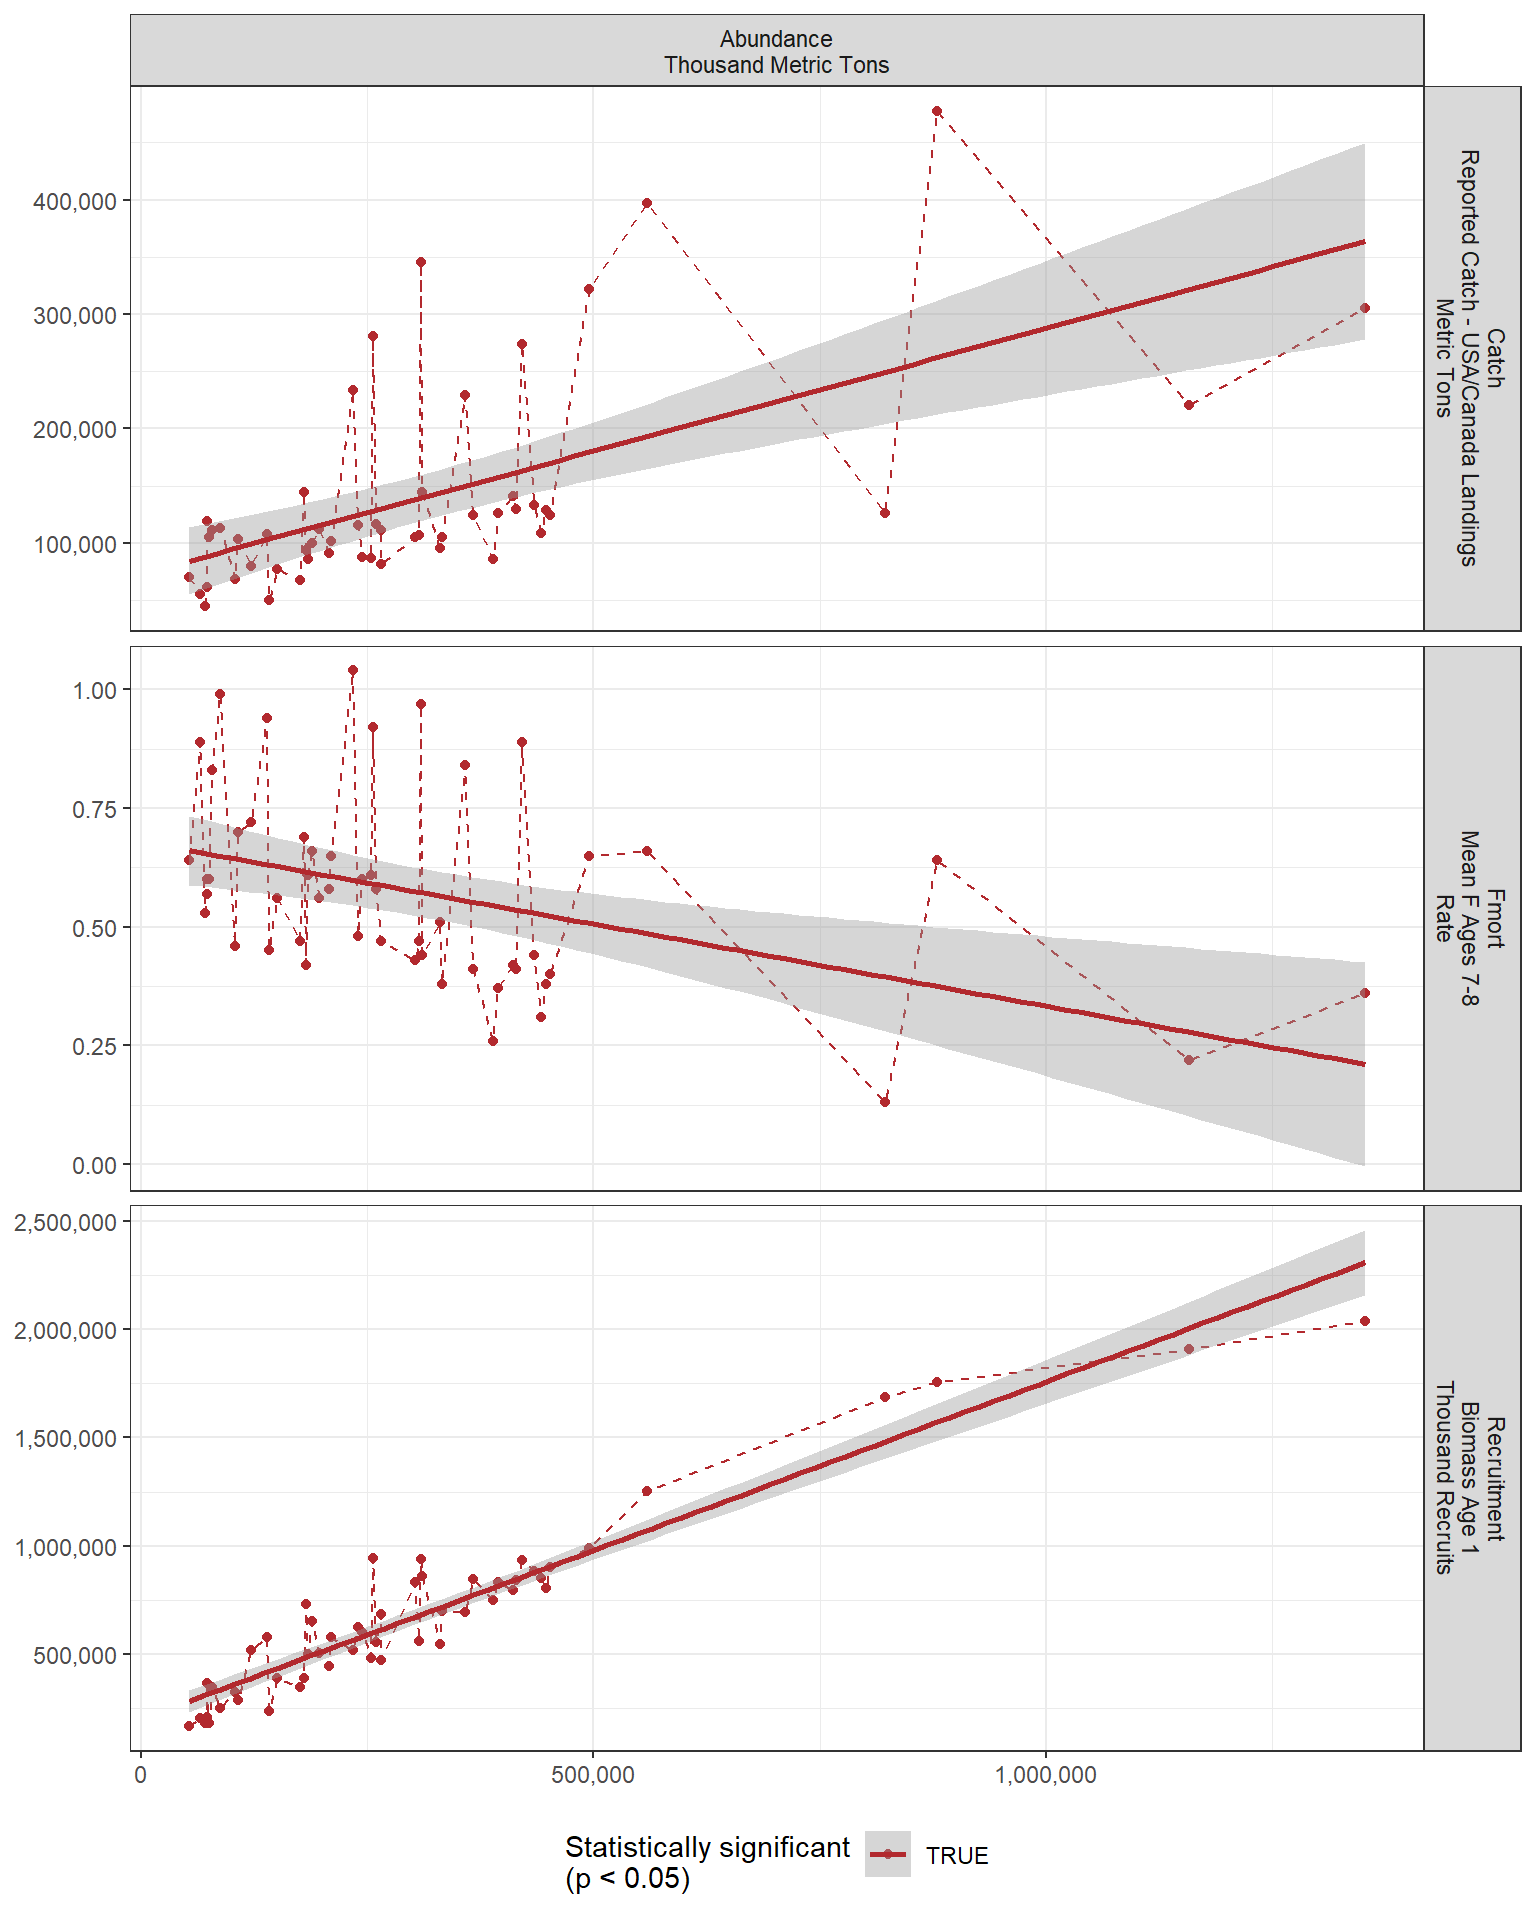 Abundance
Thousand Metric Tons
400,000
300,000
200,000
100,000
Catch
Reported Catch - USA/Canada Landings
Metric Tons
1.00
0.75
0.50
0.25
0.00
Fmort
Mean F Ages 7-8
Rate
2,500,000
2,000,000
1,500,000
1,000,000
500,000
Recruitment
Biomass Age 1
Thousand Recruits
0
500,000
1,000,000
Statistically significant
(p < 0.05)
TRUE